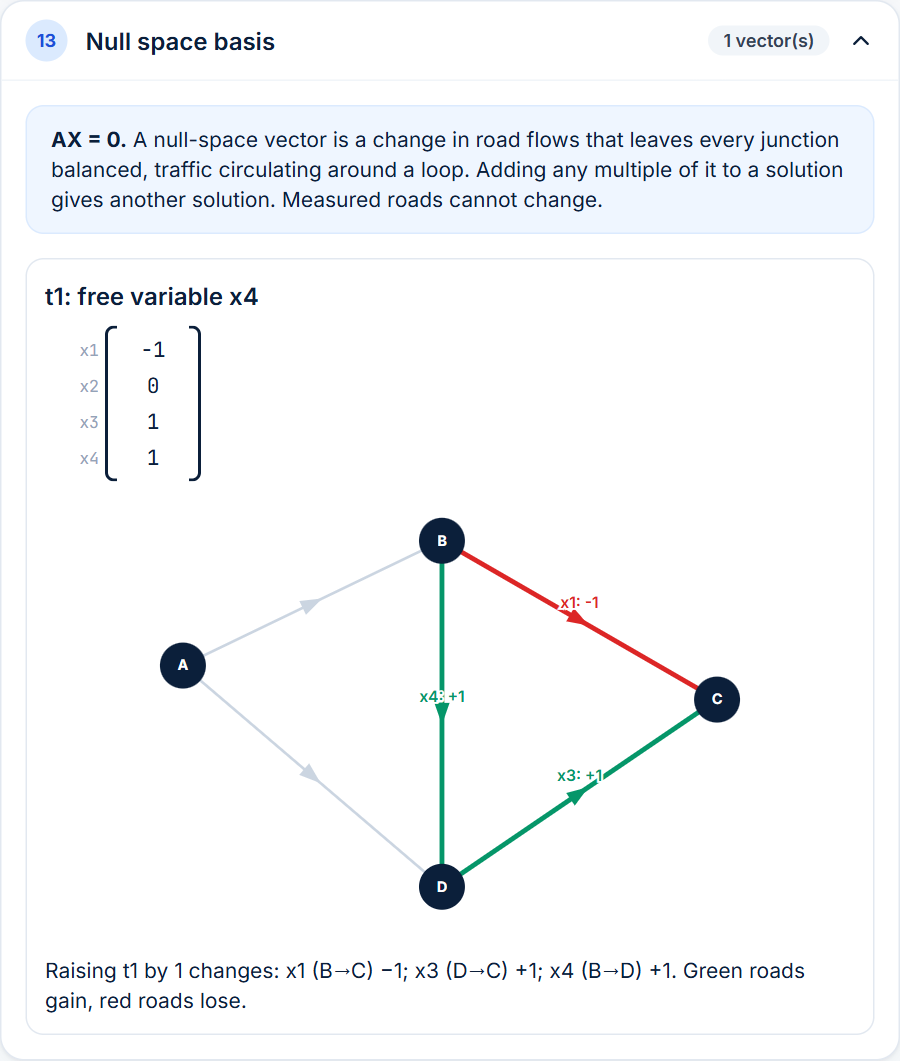 13 Null space basis 1 vector(s)
AX = 0. A null-space vector is a change in road flows that leaves every junction
balanced, traffic circulating around a loop. Adding any multiple of it to a solution
gives another solution. Measured roads cannot change.
t1: free variable x4
x1 -1
x2 0
x3 1
x4 1
B
x1: -1
A
x4: +1
C
x3: +1
D
Raising t1 by 1 changes: x1 (B→C) −1; x3 (D→C) +1; x4 (B→D) +1. Green roads
gain, red roads lose.